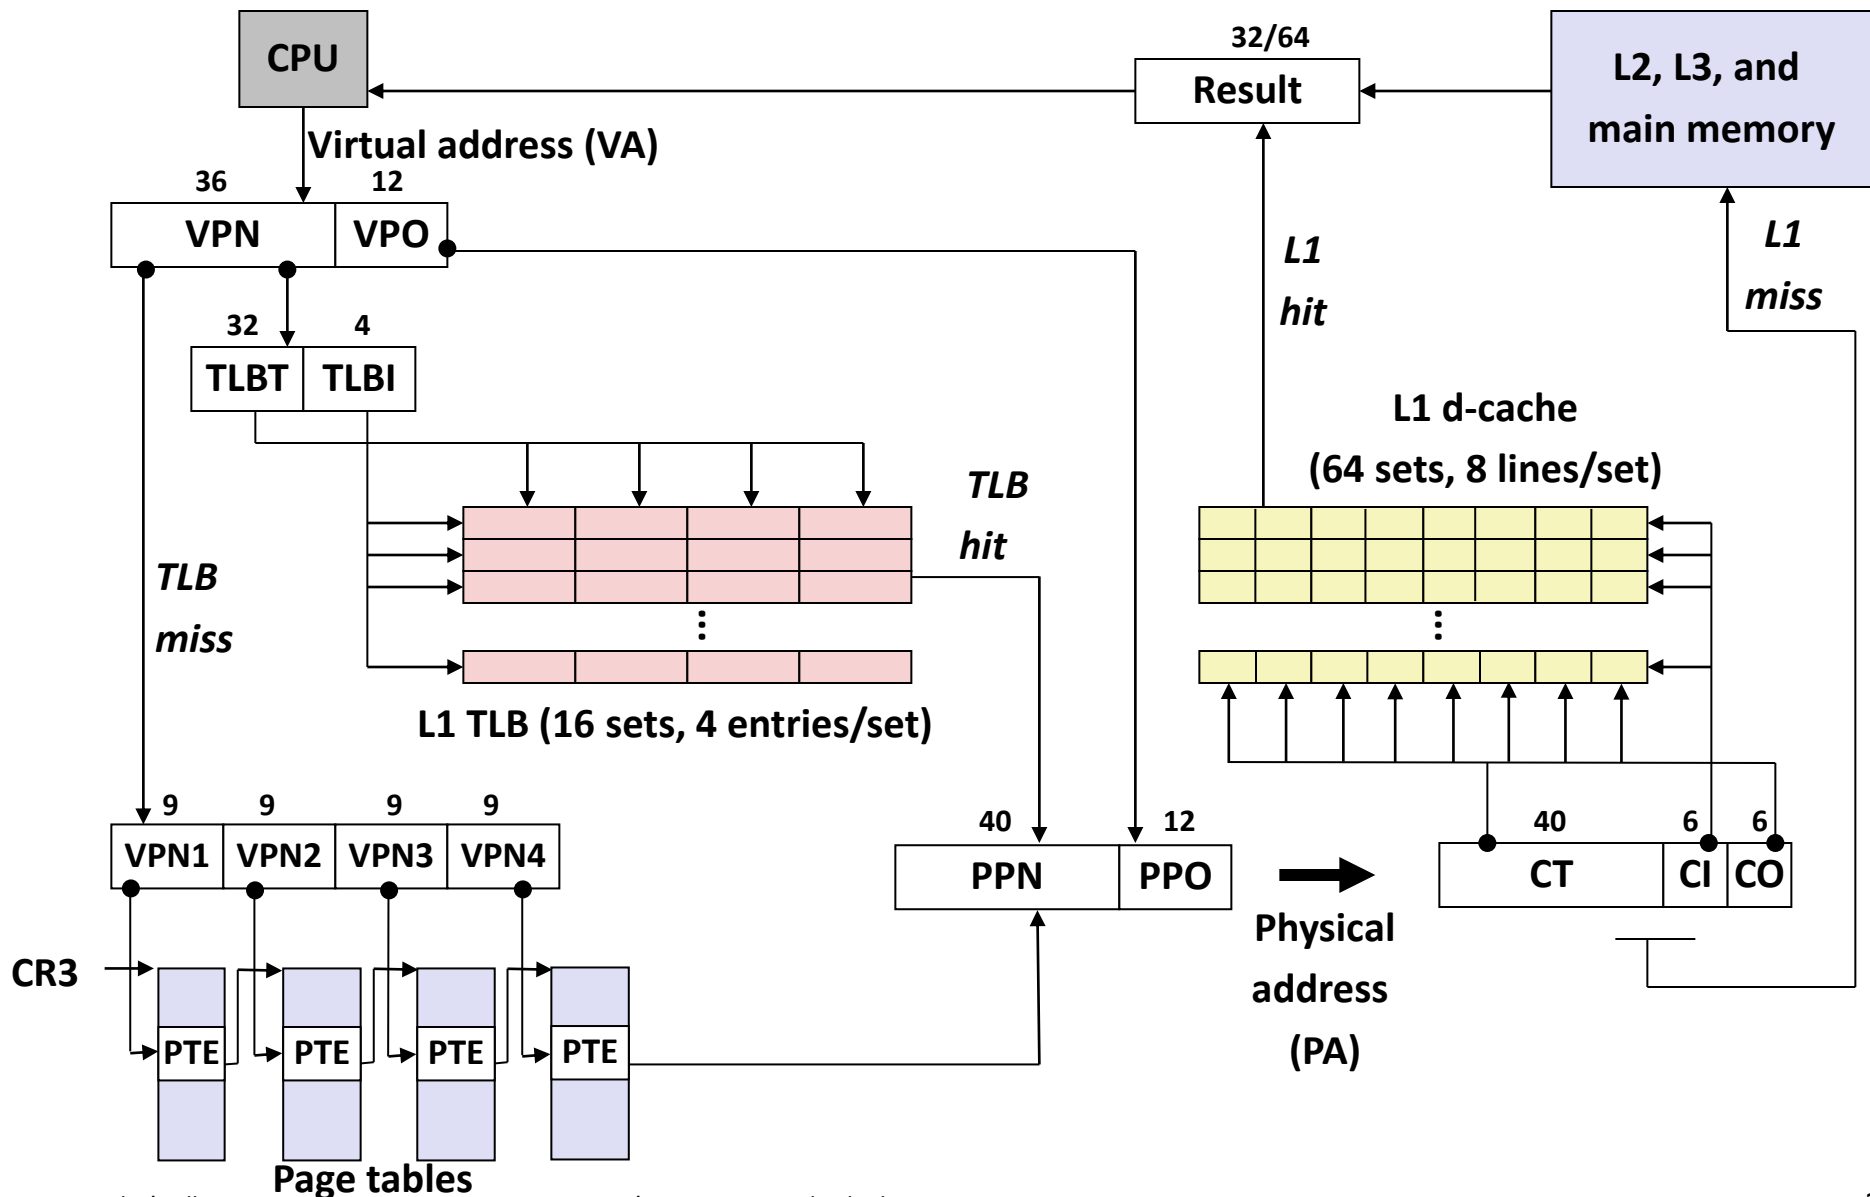 CPU
32/64
Result
L2, L3, and
main memory
Virtual address (VA)
36
12
VPN
VPO
L1
hit
L1
miss
32
4
TLBT
TLBI
L1 d-cache
(64 sets, 8 lines/set)
TLB
hit
TLB
miss
...
...
L1 TLB (16 sets, 4 entries/set)
9
9
9
9
VPN1
VPN2
VPN3
VPN4
40
12
PPN
PPO
40
6
6
CT
CI
CO
Physical
address
(PA)
CR3
PTE
PTE
PTE
PTE
Page tables